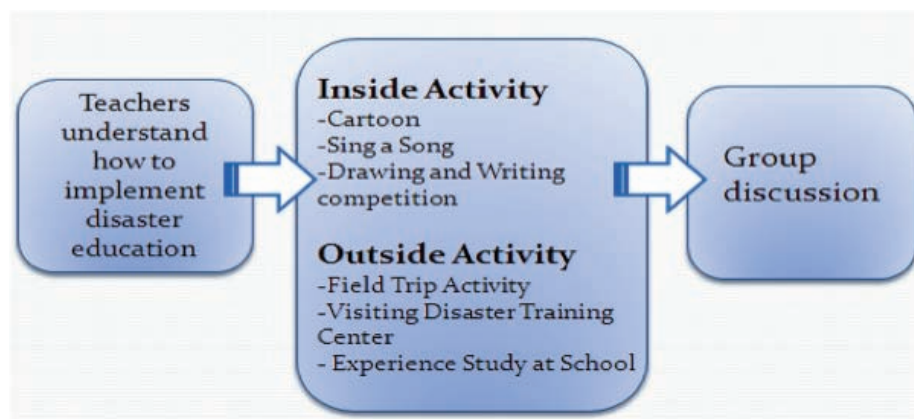 Teachers
understand
how to
implement
disaster
education
Inside Activity
-Cartoon
-Sing a Song
-Drawing and Writing
competition
Outside Activity
-Field Trip Activity
-Visiting Disaster Training
Center
- Experience Study at School
Group
discussion